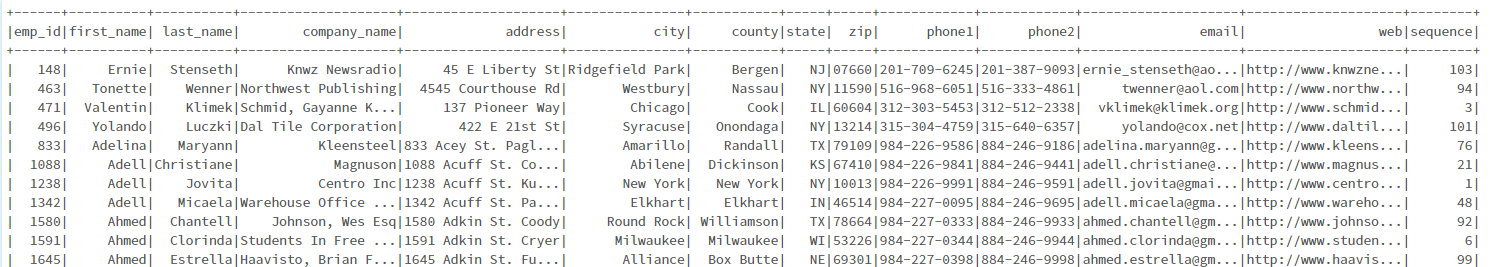 +------+----------+----------+--------------------+--------------------+---------------+----------+-----+-----+------------+------------+--------------------+--------------------+--------+
|emp_id|first_name| last_name|        company_name|             address|           city|    county|state|  zip|      phone1|      phone2|               email|                 web|sequence|
+------+----------+----------+--------------------+--------------------+---------------+----------+-----+-----+------------+------------+--------------------+--------------------+--------+
|   148|     Ernie|  Stenseth|      Knwz Newsradio|     45 E Liberty St|Ridgefield Park|    Bergen|   NJ|07660|201-709-6245|201-387-9093|ernie_stenseth@ao...|http://www.knwzne...|     103|
|   463|   Tonette|    Wenner|Northwest Publishing|  4545 Courthouse Rd|       Westbury|    Nassau|   NY|11590|516-968-6051|516-333-4861|     twenner@aol.com|http://www.northw...|      94|
|   471|  Valentin|    Klimek|Schmid, Gayanne K...|     137 Pioneer Way|        Chicago|      Cook|   IL|60604|312-303-5453|312-512-2338|  vklimek@klimek.org|http://www.schmid...|       3|
|   496|   Yolando|    Luczki|Dal Tile Corporation|       422 E 21st St|       Syracuse|  Onondaga|   NY|13214|315-304-4759|315-640-6357|     yolando@cox.net|http://www.daltil...|     101|
|   833|   Adelina|   Maryann|          Kleensteel|833 Acey St. Pagl...|       Amarillo|   Randall|   TX|79109|984-226-9586|884-246-9186|adelina.maryann@g...|http://www.kleens...|      76|
|  1088|     Adell|Christiane|            Magnuson|1088 Acuff St. Co...|        Abilene| Dickinson|   KS|67410|984-226-9841|884-246-9441|adell.christiane@...|http://www.magnus...|      21|
|  1238|     Adell|    Jovita|          Centro Inc|1238 Acuff St. Ku...|       New York|  New York|   NY|10013|984-226-9991|884-246-9591|adell.jovita@gmai...|http://www.centro...|       1|
|  1342|     Adell|   Micaela|Warehouse Office ...|1342 Acuff St. Pa...|        Elkhart|   Elkhart|   IN|46514|984-227-0095|884-246-9695|adell.micaela@gma...|http://www.wareho...|      48|
|  1580|     Ahmed|  Chantell|   Johnson, Wes Esq|1580 Adkin St. Coody|     Round Rock|Williamson|   TX|78664|984-227-0333|884-246-9933|ahmed.chantell@gm...|http://www.johnso...|      92|
|  1591|     Ahmed|  Clorinda|Students In Free ...|1591 Adkin St. Cryer|      Milwaukee| Milwaukee|   WI|53226|984-227-0344|884-246-9944|ahmed.clorinda@gm...|http://www.studen...|       6|
|  1645|     Ahmed|  Estrella|Haavisto, Brian F...|1645 Adkin St. Fu...|       Alliance| Box Butte|   NE|69301|984-227-0398|884-246-9998|ahmed.estrella@gm...|http://www.haavis...|      99|